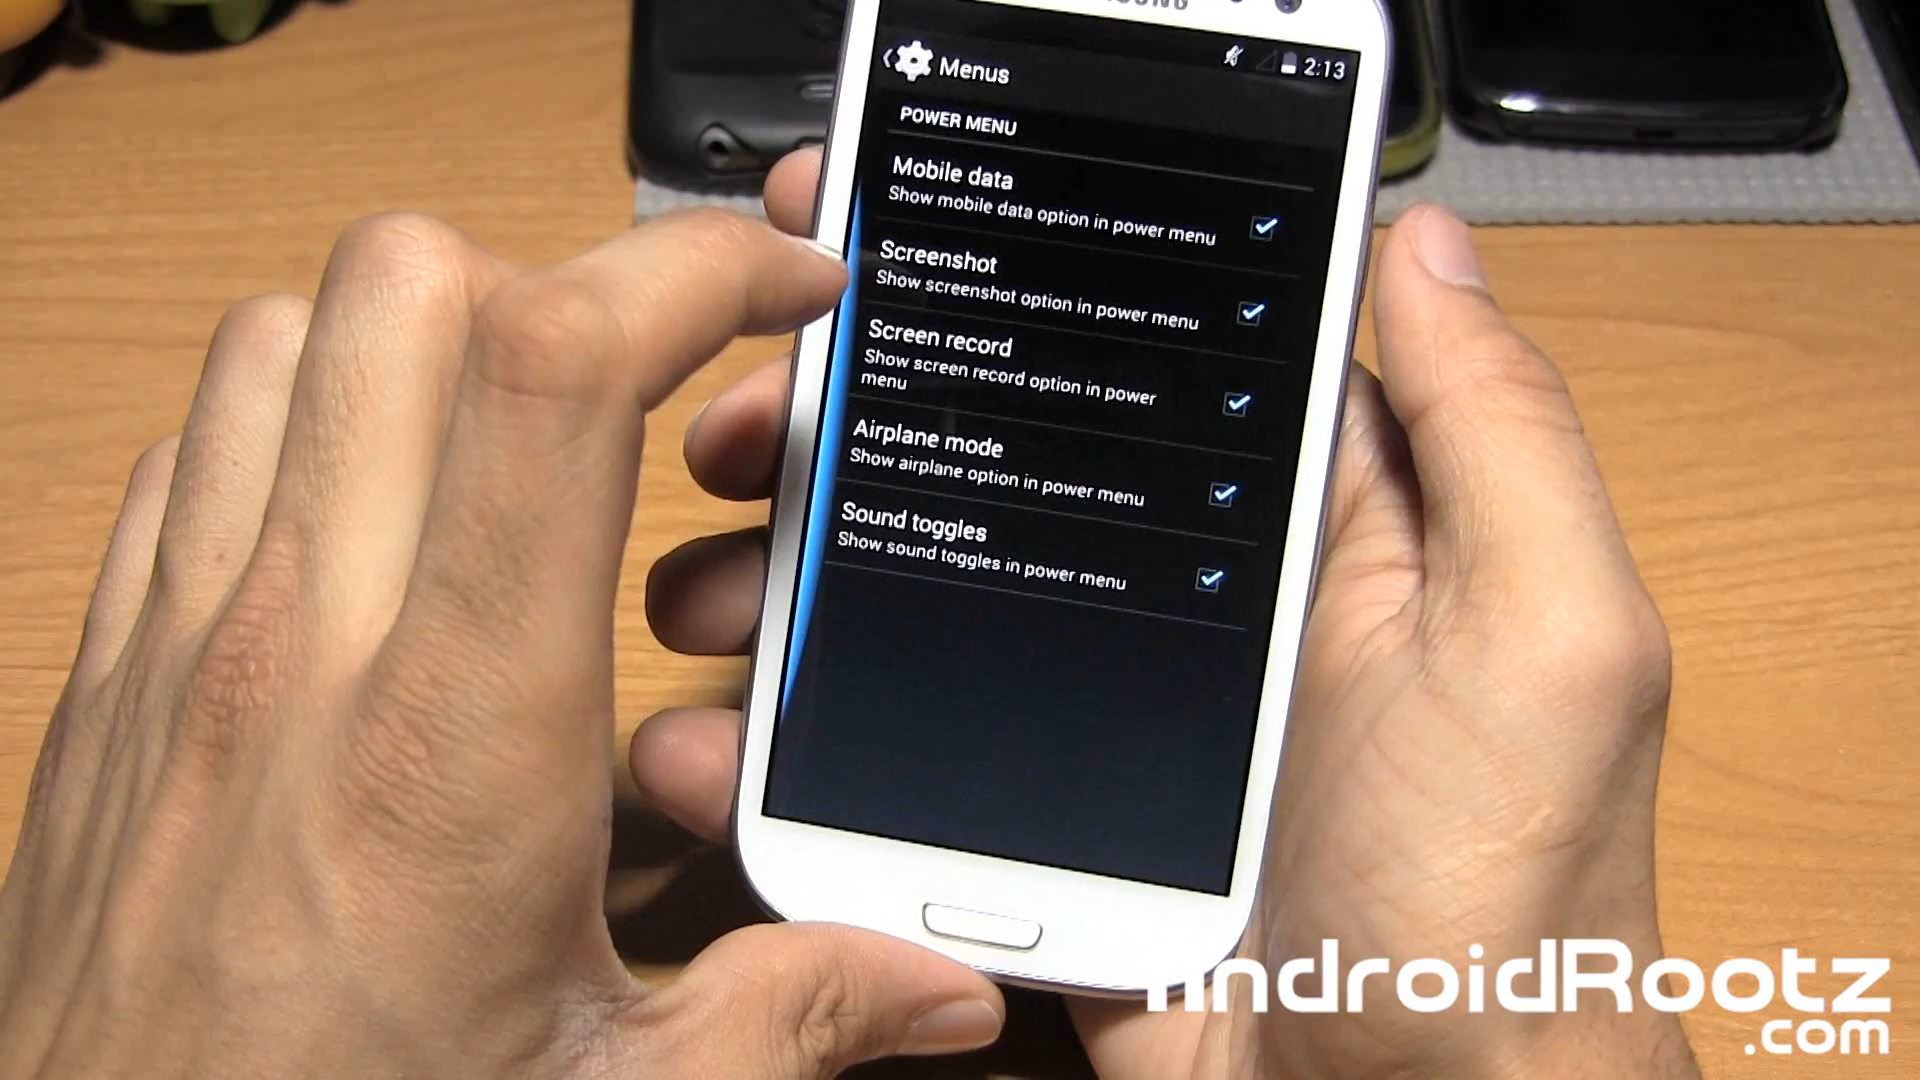 Menus
2:13
POWER MENU
Mobile data
Show mobile data option in power menu
Screenshot
Show screenshot option in power menu
Screen record
Show screen record option in power
menu
Airplane mode
Show airplane option in power menu
Sound toggles
Show sound toggles in power menu
AndroidRootz
.com